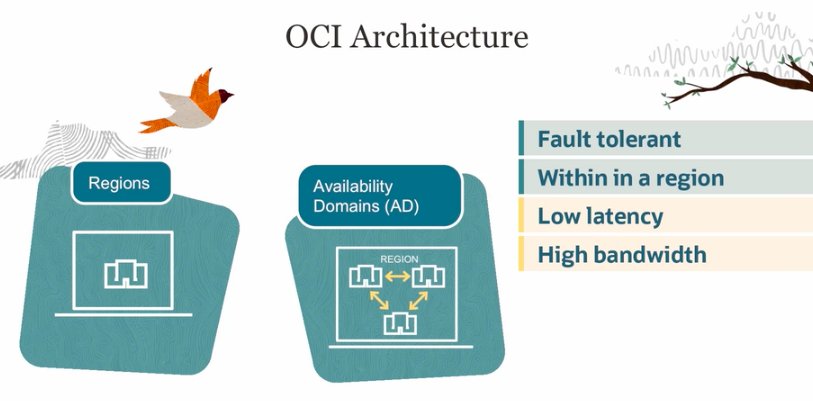 OCI Architecture
Regions
Availability
Domains (AD)
REGION
Fault tolerant
Within in a region
Low latency
High bandwidth